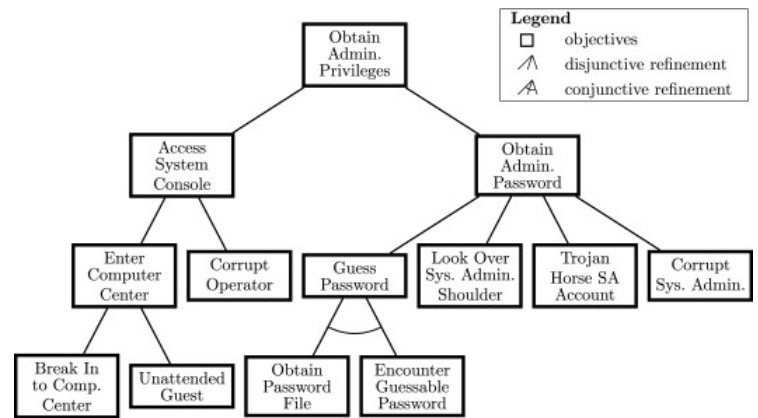 Obtain
Admin.
Privileges
Legend
objectives
disjunctive refinement
conjunctive refinement
Access
System
Console
Obtain
Admin.
Password
Enter
Computer
Center
Corrupt
Operator
Guess
Password
Look Over
Sys. Admin.
Shoulder
Trojan
Horse SA
Account
Corrupt
Sys. Admin.
Break In
to Comp.
Center
Unattended
Guest
Obtain
Password
File
Encounter
Guessable
Password